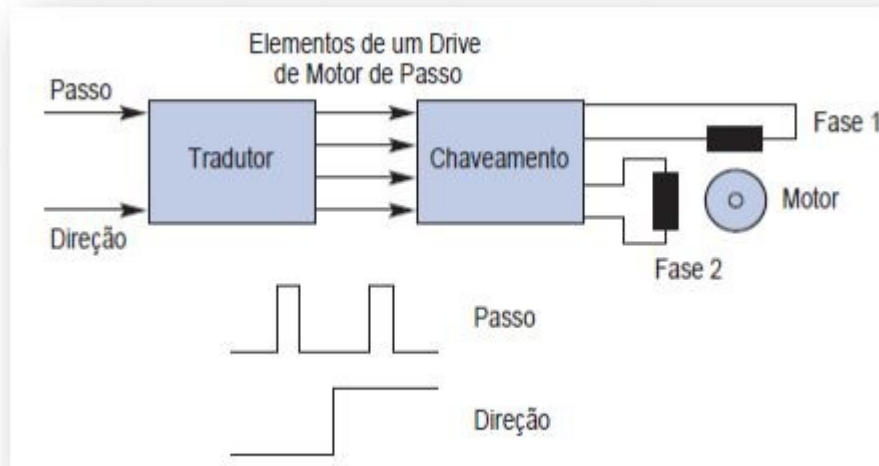 Elementos de um Drive
de Motor de Passo
Passo
Direção
Tradutor
Chaveamento
Fase 1
Motor
Fase 2
Passo
Direção